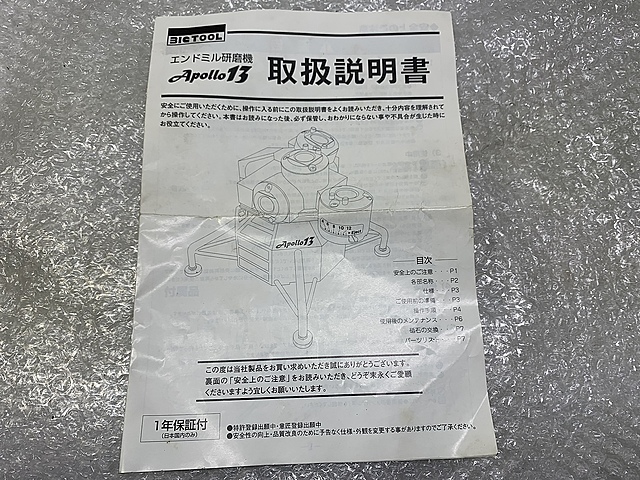 BIC TOOL
エンドミル研磨機
Apollo13 取扱説明書
安全にご使用いただくために、操作に入る前にこの取扱説明書をよくお読みいただき、十分内容を理解されて
から操作してください。本書はお読みになった後、必ず保管し、おわかりにならない事や不具合が生じた時に
お役立てください。
Apollo13
目次
安全上のご注意・・・P1
各部名称・・・P2
仕様・・・P3
ご使用前の準備・・・P3
操作手順・・・P4
使用後のメンテナンス・・・P6
砥石の交換・・・P7
パーツリスト・・・P7
この度は当社製品をお買い求めいただき誠にありがとうございます。
裏面の「安全上のご注意」をお読みいただき、どうぞ末永くご愛顧
くださいますよう宜しくお願いいたします。
1年保証付
(日本国内のみ)
●特許登録出願中・意匠登録出願中
●安全性の向上・品質改良のために予告なく仕様・外観を変更する事がありますのでご了承ください。